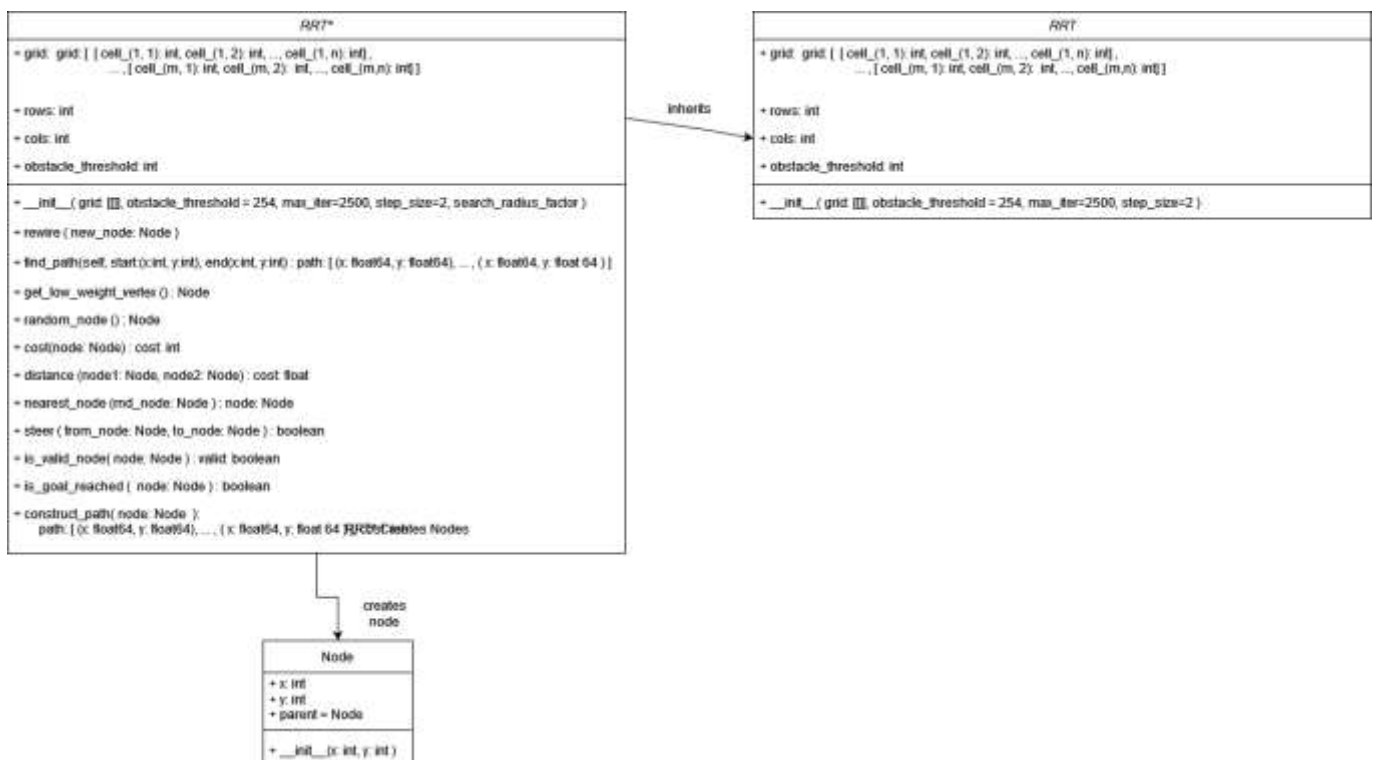 RRT*
+ grid: grid: [ [ cell_(1, 1): int, cell_(1, 2): int, ..., cell_(1, n): int],
... , [ cell_(m, 1): int, cell_(m, 2): int, ..., cell_(m,n): int] ]
+ rows: int
+ cols: int
+ obstacle_threshold: int
+ __init__( grid: [[]], obstacle_threshold = 254, max_iter=2500, step_size=2, search_radius_factor )
+ rewire ( new_node: Node )
+ find_path(self, start:(x:int, y:int), end(x:int, y:int) : path: [ (x: float64, y: float64), ... , ( x: float64, y: float 64 ) ]
+ get_low_weight_vertex () : Node
+ random_node () : Node
+ cost(node: Node) : cost: int
+ distance (node1: Node, node2: Node) : cost: float
+ nearest_node (rnd_node: Node ) : node: Node
+ steer ( from_node: Node, to_node: Node ) : boolean
+ is_valid_node( node: Node ) : valid: boolean
+ is_goal_reached ( node: Node ) : boolean
+ construct_path( node: Node ):
path: [ (x: float64, y: float64), ... , ( x: float64, y: float 64 Nodes
inherits
RRT
+ grid: grid: [ [ cell_(1, 1): int, cell_(1, 2): int, ..., cell_(1, n): int],
... , [ cell_(m, 1): int, cell_(m, 2): int, ..., cell_(m,n): int] ]
+ rows: int
+ cols: int
+ obstacle_threshold: int
+ __init__( grid: [[]], obstacle_threshold = 254, max_iter=2500, step_size=2 )
creates
node
Node
+ x: int
+ y: int
+ parent = Node
+ __init__(x: int, y: int )